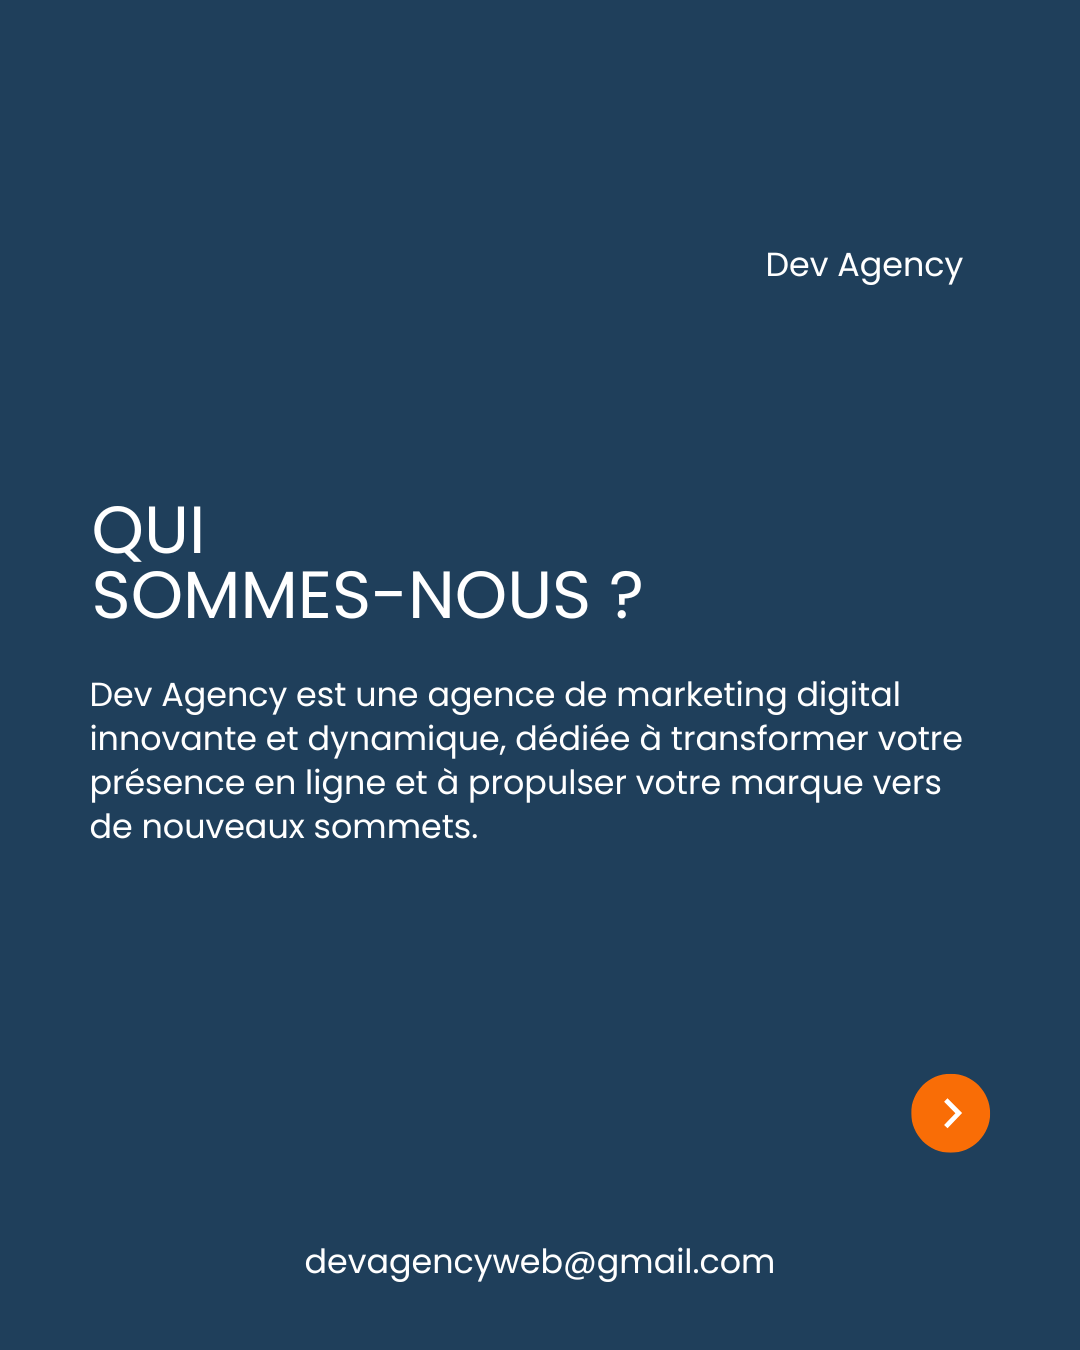 Dev Agency
QUI
SOMMES-NOUS ?
Dev Agency est une agence de marketing digital
innovante et dynamique, dédiée à transformer votre
présence en ligne et à propulser votre marque vers
de nouveaux sommets.
devagencyweb@gmail.com